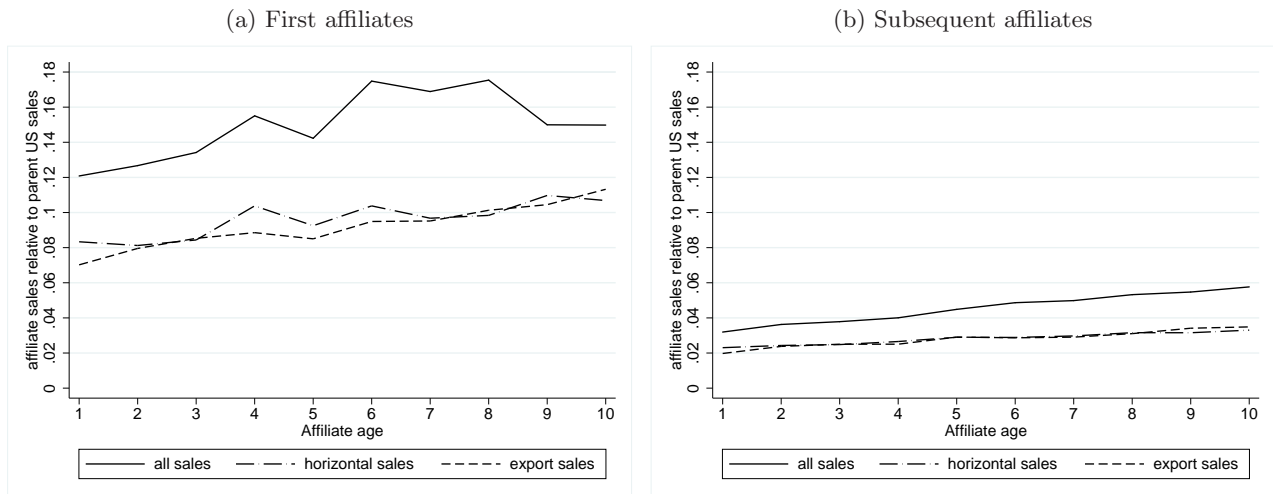 (a) First affiliates
affiliate sales relative to parent US sales
.18
.16
.14
.12
.1
.08
.06
.04
.02
0
1 2 3 4 5 6 7 8 9 10
Affiliate age
all sales horizontal sales export sales
(b) Subsequent affiliates
affiliate sales relative to parent US sales
.18
.16
.14
.12
.1
.08
.06
.04
.02
0
1 2 3 4 5 6 7 8 9 10
Affiliate age
all sales horizontal sales export sales